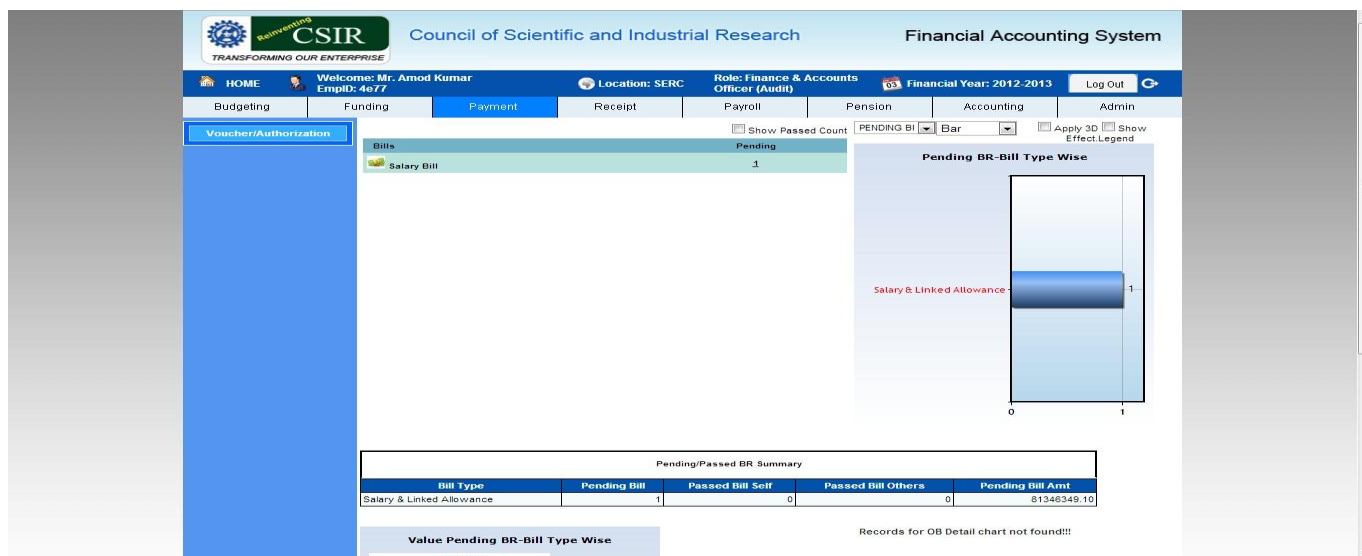 Reinventing
CSIR
TRANSFORMING OUR ENTERPRISE
Council of Scientific and Industrial Research
Financial Accounting System
HOME
Welcome: Mr. Amod Kumar
EmpID: 4e77
Location: SERC
Role: Finance & Accounts
Officer (Audit)
03
Financial Year: 2012-2013
Log Out
Budgeting Funding Payment Receipt Payroll Pension Accounting Admin
Voucher/Authorization
Show Passed Count
PENDING BI
Bar
Apply 3D Show
Effect.Legend
Bills Pending
Salary Bill 1
Pending BR-Bill Type Wise
Salary & Linked Allowance
1
0 1
Pending/Passed BR Summary
Bill Type Pending Bill Passed Bill Self Passed Bill Others Pending Bill Amt
Salary & Linked Allowance 1 0 0 81346349.10
Value Pending BR-Bill Type Wise
Records for OB Detail chart not found!!!